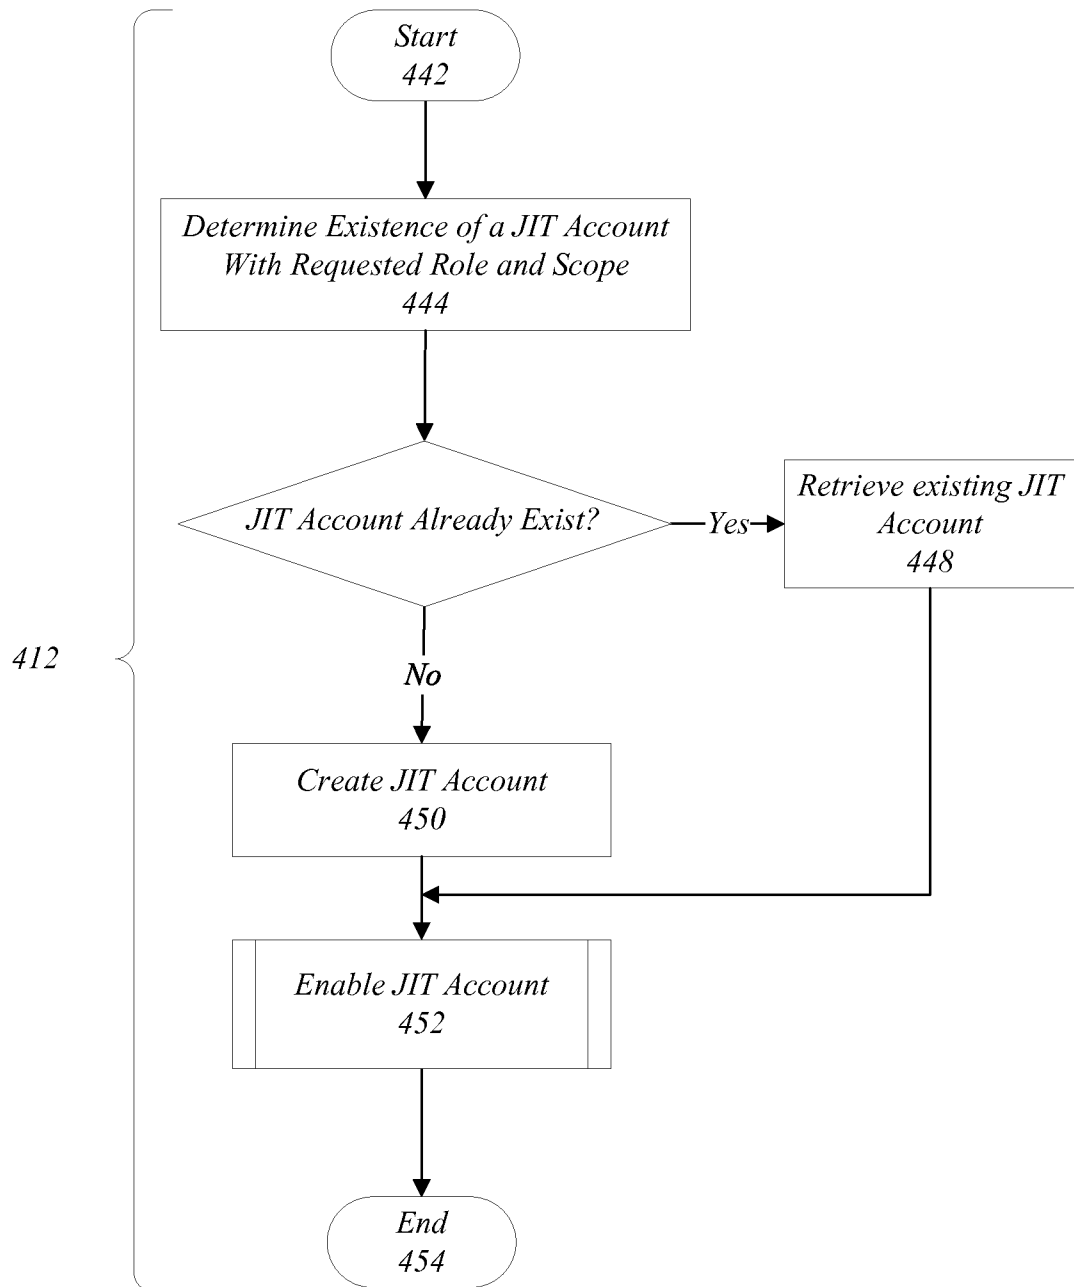 Start
442
Determine Existence of a JIT Account
With Requested Role and Scope
444
JIT Account Already Exist?
Yes
Retrieve existing JIT
Account
448
412
No
Create JIT Account
450
Enable JIT Account
452
End
454